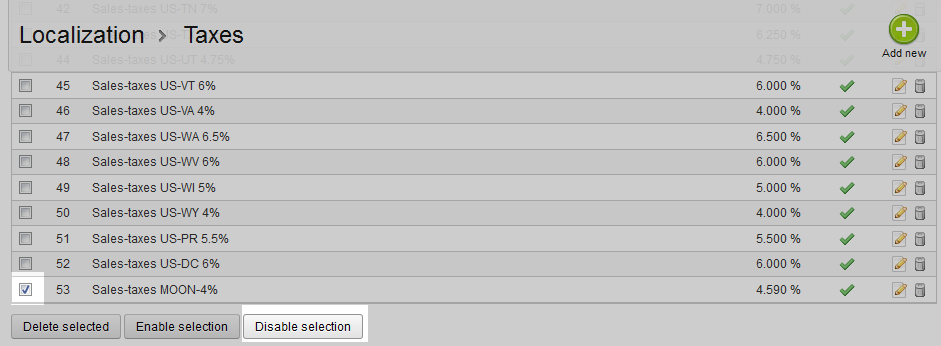 42 Sales-taxes US-TN 7% 7.000 %
Localization > Taxes
6.250 %
44 Sales-taxes US-UT 4.75% 4.750 %
Add new
45 Sales-taxes US-VT 6% 6.000 %
46 Sales-taxes US-VA 4% 4.000 %
47 Sales-taxes US-WA 6.5% 6.500 %
48 Sales-taxes US-WV 6% 6.000 %
49 Sales-taxes US-WI 5% 5.000 %
50 Sales-taxes US-WY 4% 4.000 %
51 Sales-taxes US-PR 5.5% 5.500 %
52 Sales-taxes US-DC 6% 6.000 %
53 Sales-taxes MOON-4% 4.590 %
Delete selected Enable selection Disable selection